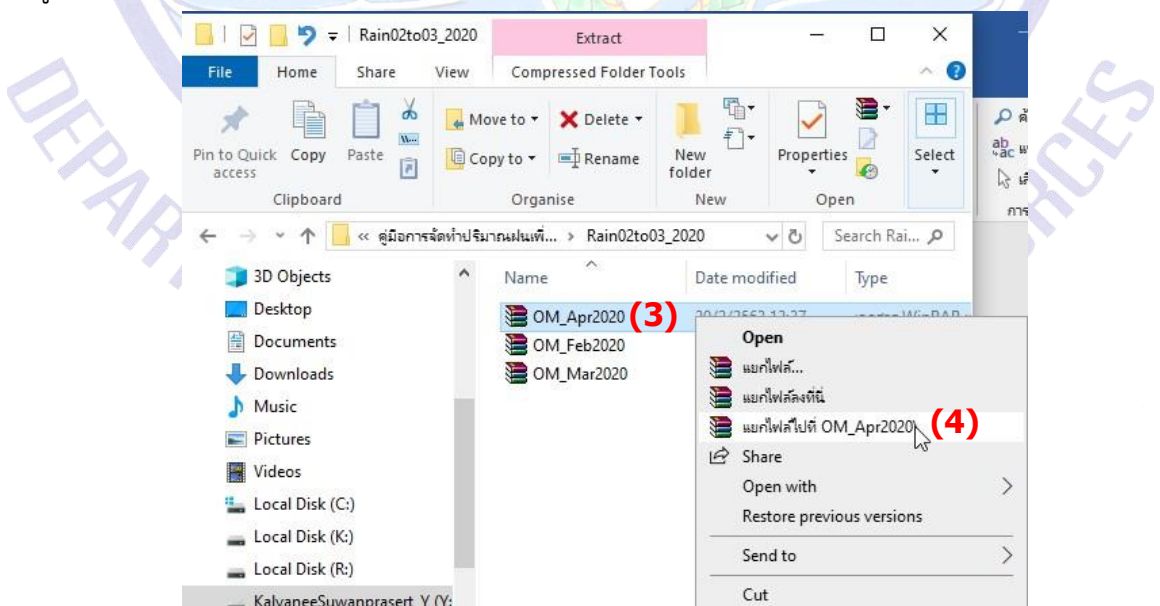 Rain02to03_2020
Extract
File Home Share View Compressed Folder Tools
Pin to Quick access
Copy
Paste
Move to
Copy to
Delete
Rename
New folder
Properties
Select
Clipboard Organise New Open
« คู่มือการจัดทำปริมาณฝนเพิ่... > Rain02to03_2020
Search Rai...
Name Date modified Type
3D Objects
Desktop
Documents
Downloads
Music
Pictures
Videos
Local Disk (C:)
Local Disk (K:)
Local Disk (R:)
KalyaneeSuwanprasert_Y (Y:
OM_Apr2020 (3)
OM_Feb2020
OM_Mar2020
Open
แยกไฟล์...
แยกไฟล์ลงที่นี่
แยกไฟล์ไปที่ OM_Apr2020\ (4)
Share
Open with
Restore previous versions
Send to
Cut